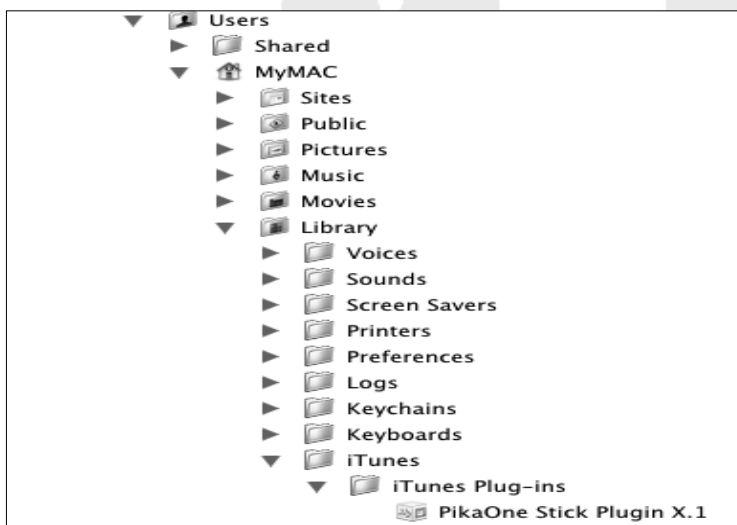 Users
Shared
MyMAC
Sites
Public
Pictures
Music
Movies
Library
Voices
Sounds
Screen Savers
Printers
Preferences
Logs
Keychains
Keyboards
iTunes
iTunes Plug-ins
PikaOne Stick Plugin X.1